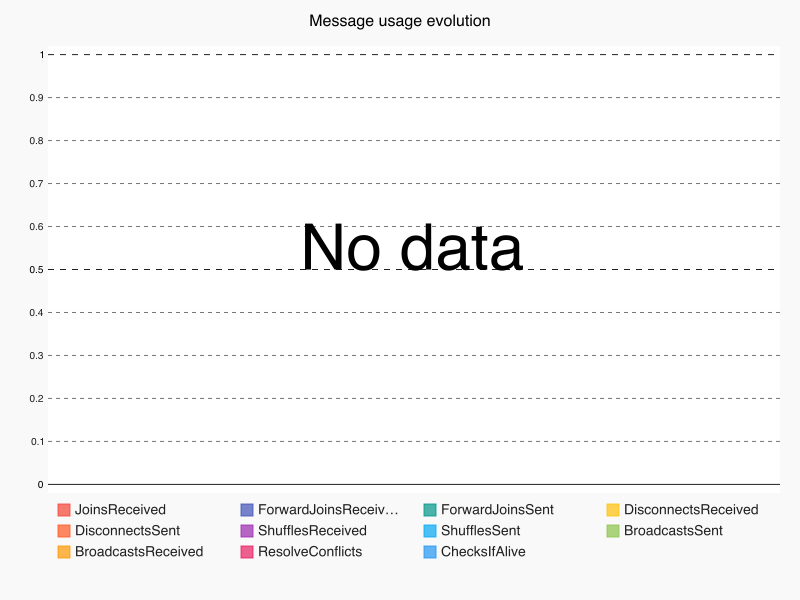 Message usage evolution
1
0.9
0.8
0.7
0.6
No data
0.5
0.4
0.3
0.2
0.1
0
JoinsReceived ForwardJoinsReceiv… ForwardJoinsSent DisconnectsReceived
DisconnectsSent ShufflesReceived ShufflesSent BroadcastsSent
BroadcastsReceived ResolveConflicts ChecksIfAlive